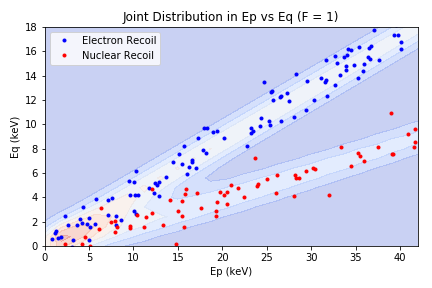 Joint Distribution in Ep vs Eq (F = 1)
Electron Recoil
Nuclear Recoil
18
16
14
12
10
8
6
4
2
0
Eq (keV)
0 5 10 15 20 25 30 35 40
Ep (keV)